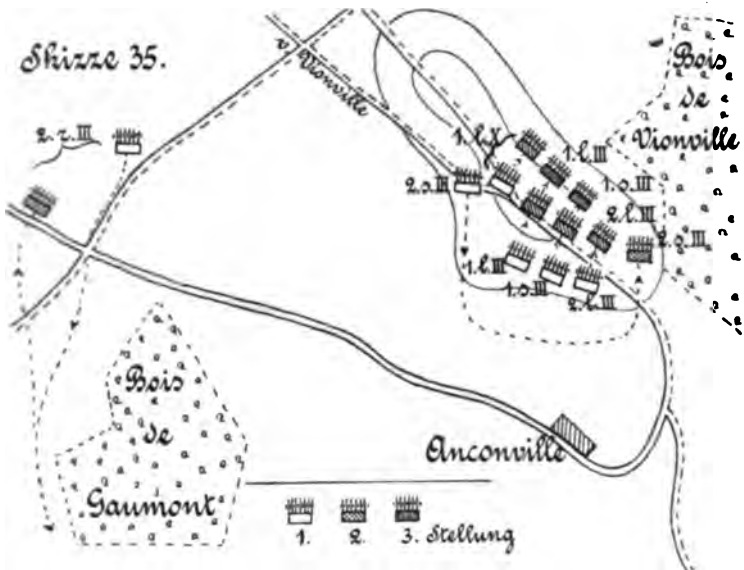 Skizze 35.
v. Vionville
Bois
de
Vionville
2. r. III
1. l. X
1. l. III
2. s. III
1. s. III
2. l. III
2. s. III
1. l. III
1. s. III
2. l. III
Bois
de
Gaumont
Anconville
1. 2. 3. Stellung